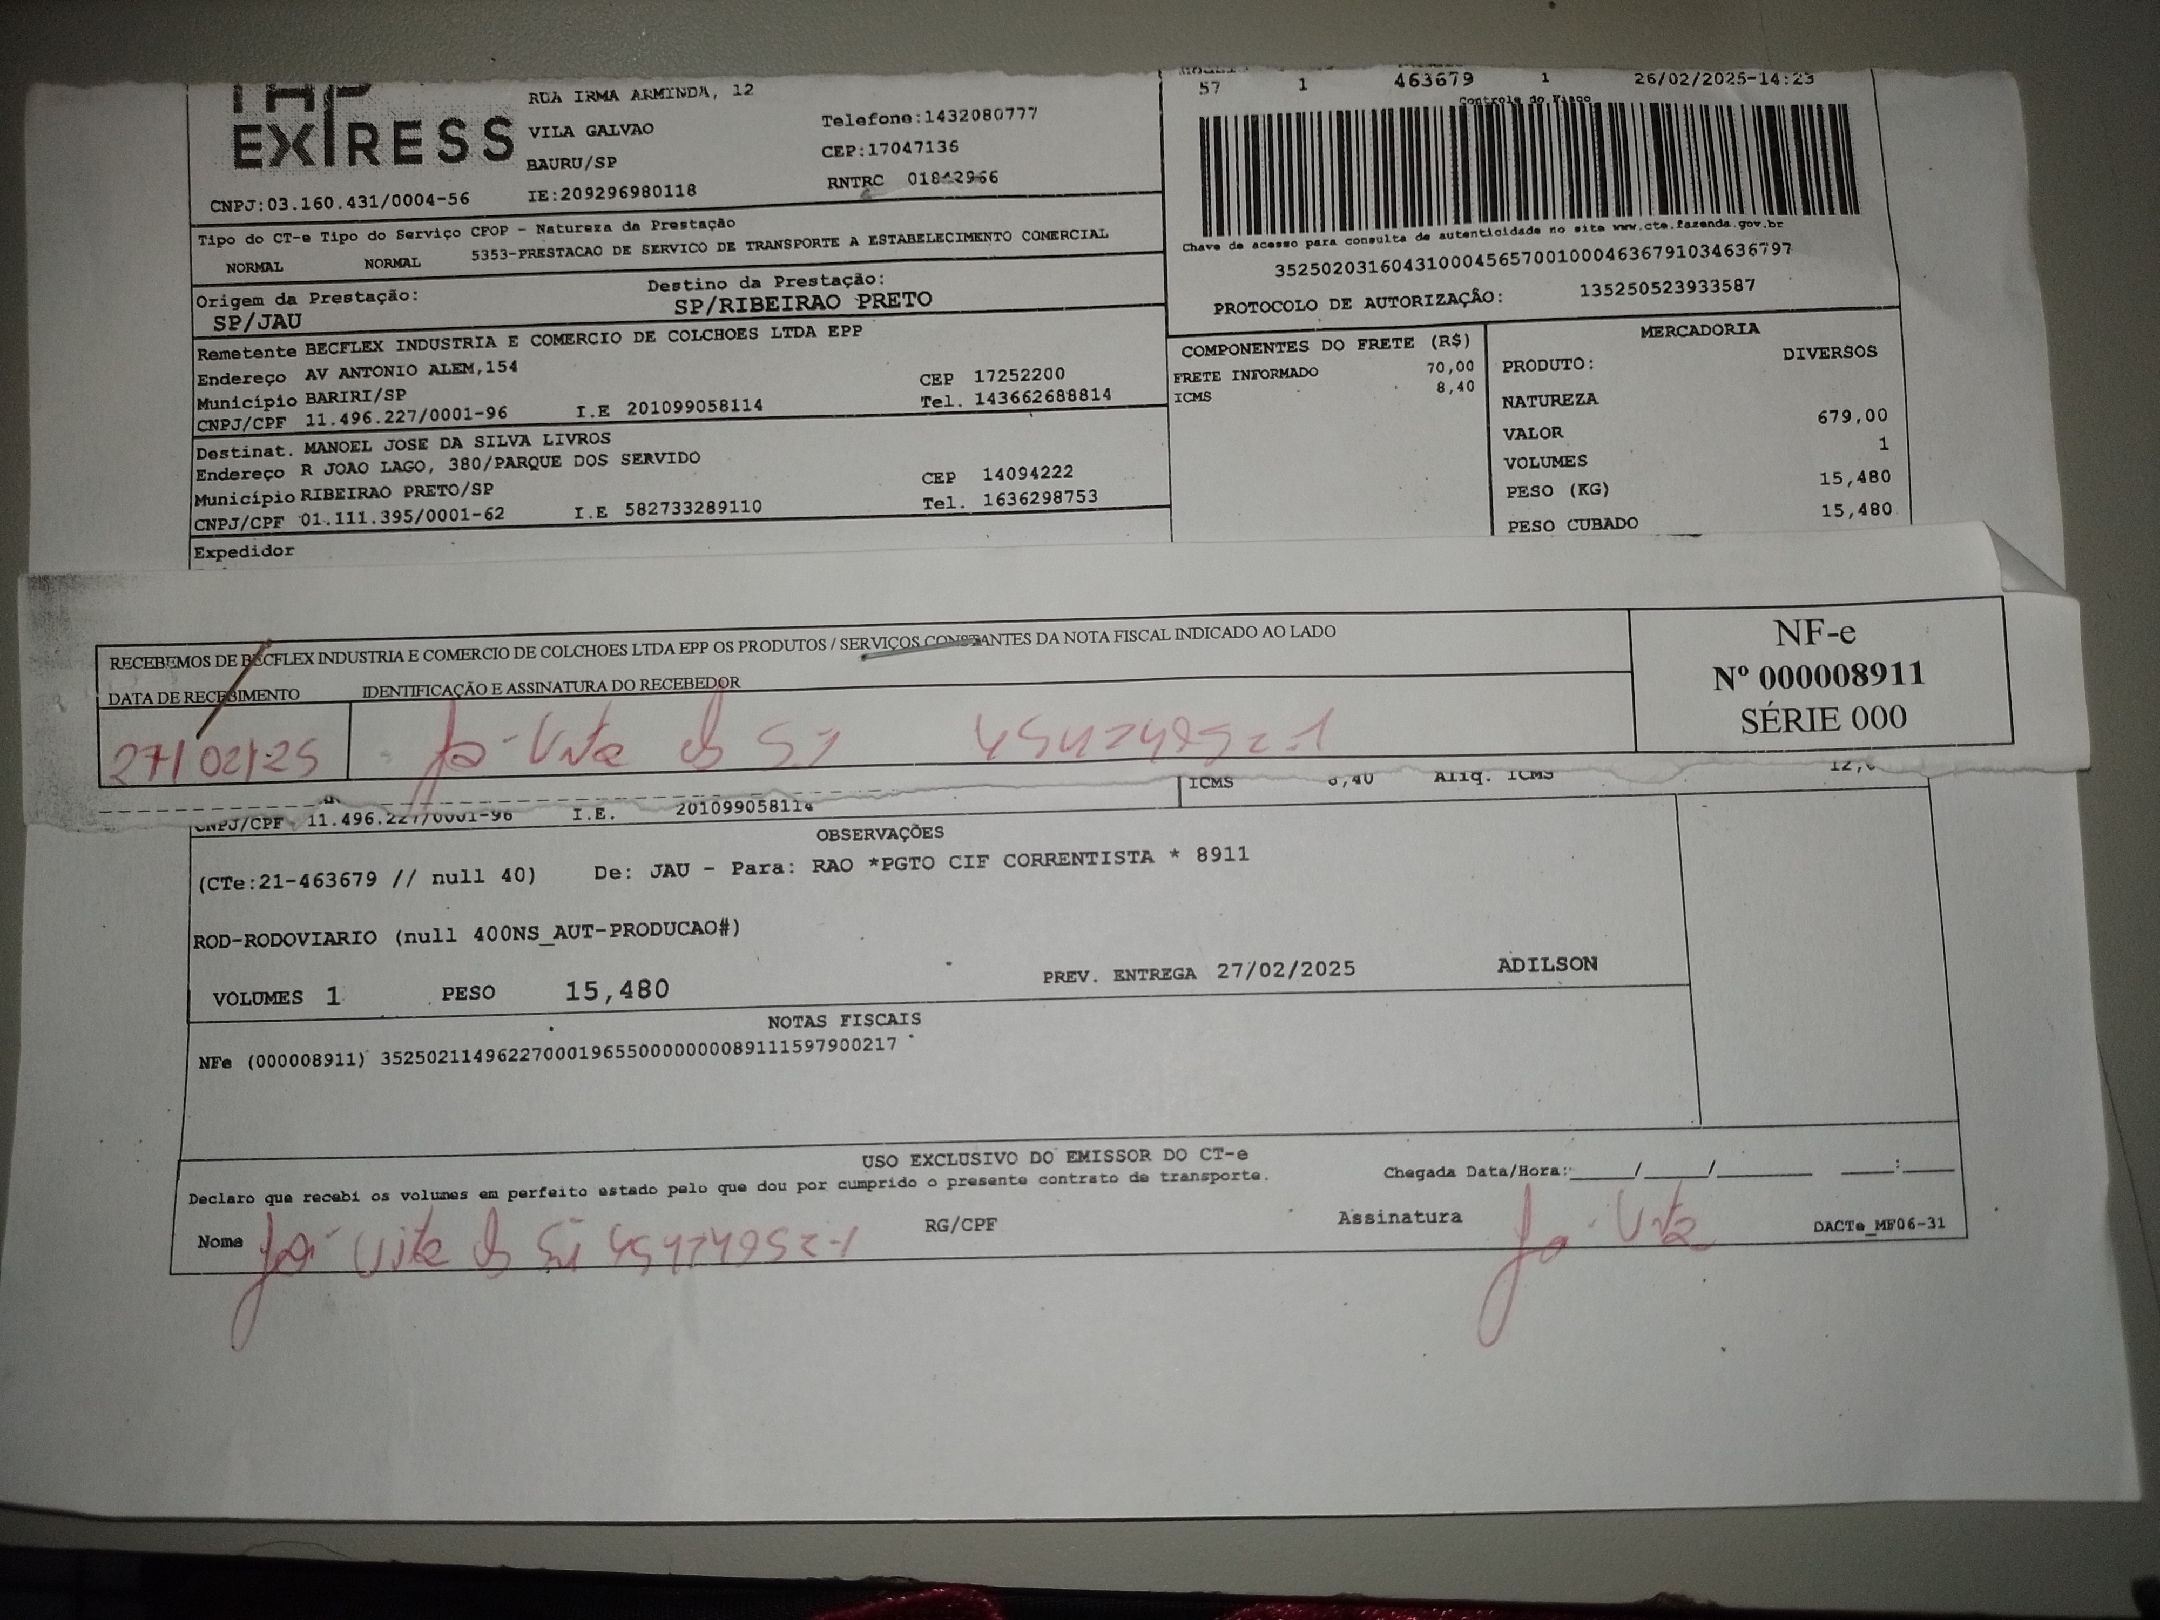 EXPRESS
RUA IRMA ARMINDA, 12
VILA GALVAO
BAURU/SP
Telefone:1432080777
CEP:17047136
CNPJ:03.160.431/0004-56
IE:209296980118
RNTRC 01842966
57 1 463679 1 26/02/2025-14:23
Controle do Fisco
Chave de acesso para consulta de autenticidade no site www.cte.fazenda.gov.br
35250203160431000456570010004636791034636797
PROTOCOLO DE AUTORIZAÇÃO: 135250523933587
Tipo do CT-e Tipo do Serviço CFOP - Natureza da Prestação
NORMAL NORMAL 5353-PRESTACAO DE SERVICO DE TRANSPORTE A ESTABELECIMENTO COMERCIAL
Origem da Prestação: Destino da Prestação:
SP/JAU SP/RIBEIRAO PRETO
Remetente BECFLEX INDUSTRIA E COMERCIO DE COLCHOES LTDA EPP
Endereço AV ANTONIO ALEM,154 CEP 17252200
Município BARIRI/SP Tel. 143662688814
CNPJ/CPF 11.496.227/0001-96 I.E 201099058114
Destinat. MANOEL JOSE DA SILVA LIVROS
Endereço R JOAO LAGO, 380/PARQUE DOS SERVIDO CEP 14094222
Município RIBEIRAO PRETO/SP Tel. 1636298753
CNPJ/CPF 01.111.395/0001-62 I.E 582733289110
Expedidor
COMPONENTES DO FRETE (R$)
FRETE INFORMADO 70,00
ICMS 8,40
MERCADORIA
PRODUTO: DIVERSOS
NATUREZA
VALOR 679,00
VOLUMES 1
PESO (KG) 15,480
PESO CUBADO 15,480
RECEBEMOS DE BECFLEX INDUSTRIA E COMERCIO DE COLCHOES LTDA EPP OS PRODUTOS / SERVIÇOS CONSTANTES DA NOTA FISCAL INDICADO AO LADO
DATA DE RECEBIMENTO IDENTIFICAÇÃO E ASSINATURA DO RECEBEDOR
27/02/25
NF-e
Nº 000008911
SÉRIE 000
ICMS 8,40 Aliq. ICMS
CNPJ/CPF 11.496.227/0001-96 I.E. 201099058114
OBSERVAÇÕES
(CTe:21-463679 // null 40) De: JAU - Para: RAO *PGTO CIF CORRENTISTA * 8911
ROD-RODOVIARIO (null 400NS_AUT-PRODUCAO#)
VOLUMES 1 PESO 15,480 PREV. ENTREGA 27/02/2025 ADILSON
NOTAS FISCAIS
NFe (000008911) 35250211496227000196550000000089111597900217
USO EXCLUSIVO DO EMISSOR DO CT-e
Declaro que recebi os volumes em perfeito estado pelo que dou por cumprido o presente contrato de transporte.
Chegada Data/Hora:_____/_____/_______ ____:____
Nome RG/CPF Assinatura DACTe_MF06-31